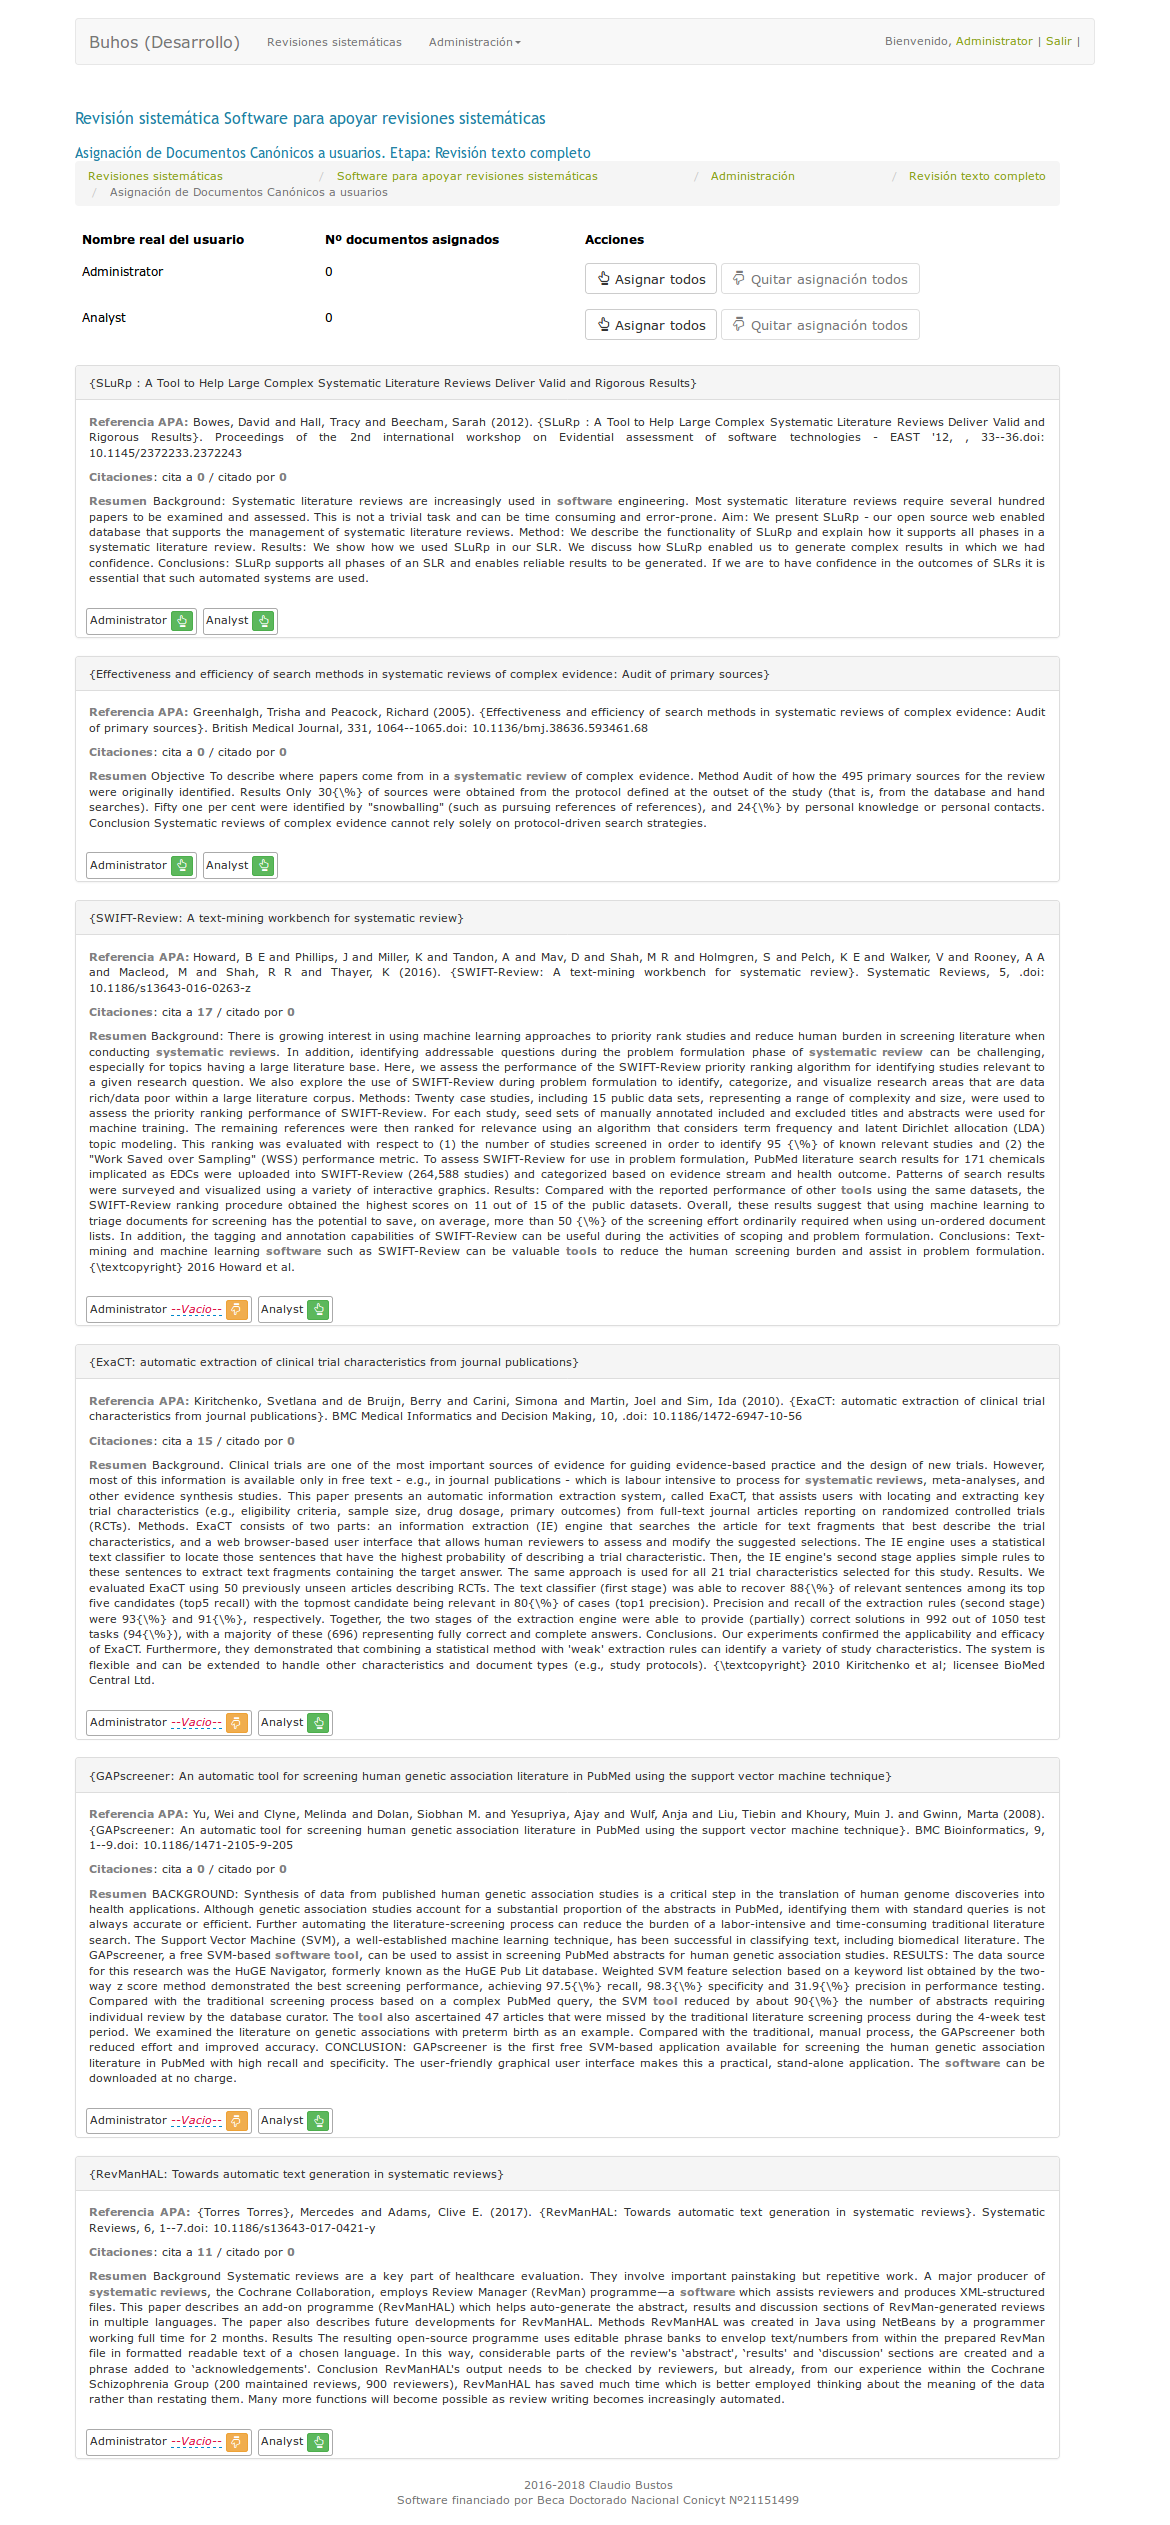 Buhos (Desarrollo) Revisiones sistemáticas Administración Bienvenido, Administrator | Salir |
Revisión sistemática Software para apoyar revisiones sistemáticas
Asignación de Documentos Canónicos a usuarios. Etapa: Revisión texto completo
Revisiones sistemáticas / Software para apoyar revisiones sistemáticas / Administración / Revisión texto completo
/ Asignación de Documentos Canónicos a usuarios
Nombre real del usuario Nº documentos asignados Acciones
Administrator 0 Asignar todos Quitar asignación todos
Analyst 0 Asignar todos Quitar asignación todos
{SLuRp : A Tool to Help Large Complex Systematic Literature Reviews Deliver Valid and Rigorous Results}
Referencia APA: Bowes, David and Hall, Tracy and Beecham, Sarah (2012). {SLuRp : A Tool to Help Large Complex Systematic Literature Reviews Deliver Valid and
Rigorous Results}. Proceedings of the 2nd international workshop on Evidential assessment of software technologies - EAST '12, , 33--36.doi:
10.1145/2372233.2372243
Citaciones: cita a 0 / citado por 0
Resumen Background: Systematic literature reviews are increasingly used in software engineering. Most systematic literature reviews require several hundred
papers to be examined and assessed. This is not a trivial task and can be time consuming and error-prone. Aim: We present SLuRp - our open source web enabled
database that supports the management of systematic literature reviews. Method: We describe the functionality of SLuRp and explain how it supports all phases in a
systematic literature review. Results: We show how we used SLuRp in our SLR. We discuss how SLuRp enabled us to generate complex results in which we had
confidence. Conclusions: SLuRp supports all phases of an SLR and enables reliable results to be generated. If we are to have confidence in the outcomes of SLRs it is
essential that such automated systems are used.
Administrator Analyst
{Effectiveness and efficiency of search methods in systematic reviews of complex evidence: Audit of primary sources}
Referencia APA: Greenhalgh, Trisha and Peacock, Richard (2005). {Effectiveness and efficiency of search methods in systematic reviews of complex evidence: Audit
of primary sources}. British Medical Journal, 331, 1064--1065.doi: 10.1136/bmj.38636.593461.68
Citaciones: cita a 0 / citado por 0
Resumen Objective To describe where papers come from in a systematic review of complex evidence. Method Audit of how the 495 primary sources for the review
were originally identified. Results Only 30{\%} of sources were obtained from the protocol defined at the outset of the study (that is, from the database and hand
searches). Fifty one per cent were identified by "snowballing" (such as pursuing references of references), and 24{\%} by personal knowledge or personal contacts.
Conclusion Systematic reviews of complex evidence cannot rely solely on protocol-driven search strategies.
Administrator Analyst
{SWIFT-Review: A text-mining workbench for systematic review}
Referencia APA: Howard, B E and Phillips, J and Miller, K and Tandon, A and Mav, D and Shah, M R and Holmgren, S and Pelch, K E and Walker, V and Rooney, A A
and Macleod, M and Shah, R R and Thayer, K (2016). {SWIFT-Review: A text-mining workbench for systematic review}. Systematic Reviews, 5, .doi:
10.1186/s13643-016-0263-z
Citaciones: cita a 17 / citado por 0
Resumen Background: There is growing interest in using machine learning approaches to priority rank studies and reduce human burden in screening literature when
conducting systematic reviews. In addition, identifying addressable questions during the problem formulation phase of systematic review can be challenging,
especially for topics having a large literature base. Here, we assess the performance of the SWIFT-Review priority ranking algorithm for identifying studies relevant to
a given research question. We also explore the use of SWIFT-Review during problem formulation to identify, categorize, and visualize research areas that are data
rich/data poor within a large literature corpus. Methods: Twenty case studies, including 15 public data sets, representing a range of complexity and size, were used to
assess the priority ranking performance of SWIFT-Review. For each study, seed sets of manually annotated included and excluded titles and abstracts were used for
machine training. The remaining references were then ranked for relevance using an algorithm that considers term frequency and latent Dirichlet allocation (LDA)
topic modeling. This ranking was evaluated with respect to (1) the number of studies screened in order to identify 95 {\%} of known relevant studies and (2) the
"Work Saved over Sampling" (WSS) performance metric. To assess SWIFT-Review for use in problem formulation, PubMed literature search results for 171 chemicals
implicated as EDCs were uploaded into SWIFT-Review (264,588 studies) and categorized based on evidence stream and health outcome. Patterns of search results
were surveyed and visualized using a variety of interactive graphics. Results: Compared with the reported performance of other tools using the same datasets, the
SWIFT-Review ranking procedure obtained the highest scores on 11 out of 15 of the public datasets. Overall, these results suggest that using machine learning to
triage documents for screening has the potential to save, on average, more than 50 {\%} of the screening effort ordinarily required when using un-ordered document
lists. In addition, the tagging and annotation capabilities of SWIFT-Review can be useful during the activities of scoping and problem formulation. Conclusions: Text-
mining and machine learning software such as SWIFT-Review can be valuable tools to reduce the human screening burden and assist in problem formulation.
{\textcopyright} 2016 Howard et al.
Administrator --Vacio-- Analyst
{ExaCT: automatic extraction of clinical trial characteristics from journal publications}
Referencia APA: Kiritchenko, Svetlana and de Bruijn, Berry and Carini, Simona and Martin, Joel and Sim, Ida (2010). {ExaCT: automatic extraction of clinical trial
characteristics from journal publications}. BMC Medical Informatics and Decision Making, 10, .doi: 10.1186/1472-6947-10-56
Citaciones: cita a 15 / citado por 0
Resumen Background. Clinical trials are one of the most important sources of evidence for guiding evidence-based practice and the design of new trials. However,
most of this information is available only in free text - e.g., in journal publications - which is labour intensive to process for systematic reviews, meta-analyses, and
other evidence synthesis studies. This paper presents an automatic information extraction system, called ExaCT, that assists users with locating and extracting key
trial characteristics (e.g., eligibility criteria, sample size, drug dosage, primary outcomes) from full-text journal articles reporting on randomized controlled trials
(RCTs). Methods. ExaCT consists of two parts: an information extraction (IE) engine that searches the article for text fragments that best describe the trial
characteristics, and a web browser-based user interface that allows human reviewers to assess and modify the suggested selections. The IE engine uses a statistical
text classifier to locate those sentences that have the highest probability of describing a trial characteristic. Then, the IE engine's second stage applies simple rules to
these sentences to extract text fragments containing the target answer. The same approach is used for all 21 trial characteristics selected for this study. Results. We
evaluated ExaCT using 50 previously unseen articles describing RCTs. The text classifier (first stage) was able to recover 88{\%} of relevant sentences among its top
five candidates (top5 recall) with the topmost candidate being relevant in 80{\%} of cases (top1 precision). Precision and recall of the extraction rules (second stage)
were 93{\%} and 91{\%}, respectively. Together, the two stages of the extraction engine were able to provide (partially) correct solutions in 992 out of 1050 test
tasks (94{\%}), with a majority of these (696) representing fully correct and complete answers. Conclusions. Our experiments confirmed the applicability and efficacy
of ExaCT. Furthermore, they demonstrated that combining a statistical method with 'weak' extraction rules can identify a variety of study characteristics. The system is
flexible and can be extended to handle other characteristics and document types (e.g., study protocols). {\textcopyright} 2010 Kiritchenko et al; licensee BioMed
Central Ltd.
Administrator --Vacio-- Analyst
{GAPscreener: An automatic tool for screening human genetic association literature in PubMed using the support vector machine technique}
Referencia APA: Yu, Wei and Clyne, Melinda and Dolan, Siobhan M. and Yesupriya, Ajay and Wulf, Anja and Liu, Tiebin and Khoury, Muin J. and Gwinn, Marta (2008).
{GAPscreener: An automatic tool for screening human genetic association literature in PubMed using the support vector machine technique}. BMC Bioinformatics, 9,
1--9.doi: 10.1186/1471-2105-9-205
Citaciones: cita a 0 / citado por 0
Resumen BACKGROUND: Synthesis of data from published human genetic association studies is a critical step in the translation of human genome discoveries into
health applications. Although genetic association studies account for a substantial proportion of the abstracts in PubMed, identifying them with standard queries is not
always accurate or efficient. Further automating the literature-screening process can reduce the burden of a labor-intensive and time-consuming traditional literature
search. The Support Vector Machine (SVM), a well-established machine learning technique, has been successful in classifying text, including biomedical literature. The
GAPscreener, a free SVM-based software tool, can be used to assist in screening PubMed abstracts for human genetic association studies. RESULTS: The data source
for this research was the HuGE Navigator, formerly known as the HuGE Pub Lit database. Weighted SVM feature selection based on a keyword list obtained by the two-
way z score method demonstrated the best screening performance, achieving 97.5{\%} recall, 98.3{\%} specificity and 31.9{\%} precision in performance testing.
Compared with the traditional screening process based on a complex PubMed query, the SVM tool reduced by about 90{\%} the number of abstracts requiring
individual review by the database curator. The tool also ascertained 47 articles that were missed by the traditional literature screening process during the 4-week test
period. We examined the literature on genetic associations with preterm birth as an example. Compared with the traditional, manual process, the GAPscreener both
reduced effort and improved accuracy. CONCLUSION: GAPscreener is the first free SVM-based application available for screening the human genetic association
literature in PubMed with high recall and specificity. The user-friendly graphical user interface makes this a practical, stand-alone application. The software can be
downloaded at no charge.
Administrator --Vacio-- Analyst
{RevManHAL: Towards automatic text generation in systematic reviews}
Referencia APA: {Torres Torres}, Mercedes and Adams, Clive E. (2017). {RevManHAL: Towards automatic text generation in systematic reviews}. Systematic
Reviews, 6, 1--7.doi: 10.1186/s13643-017-0421-y
Citaciones: cita a 11 / citado por 0
Resumen Background Systematic reviews are a key part of healthcare evaluation. They involve important painstaking but repetitive work. A major producer of
systematic reviews, the Cochrane Collaboration, employs Review Manager (RevMan) programme—a software which assists reviewers and produces XML-structured
files. This paper describes an add-on programme (RevManHAL) which helps auto-generate the abstract, results and discussion sections of RevMan-generated reviews
in multiple languages. The paper also describes future developments for RevManHAL. Methods RevManHAL was created in Java using NetBeans by a programmer
working full time for 2 months. Results The resulting open-source programme uses editable phrase banks to envelop text/numbers from within the prepared RevMan
file in formatted readable text of a chosen language. In this way, considerable parts of the review's 'abstract', 'results' and 'discussion' sections are created and a
phrase added to 'acknowledgements'. Conclusion RevManHAL's output needs to be checked by reviewers, but already, from our experience within the Cochrane
Schizophrenia Group (200 maintained reviews, 900 reviewers), RevManHAL has saved much time which is better employed thinking about the meaning of the data
rather than restating them. Many more functions will become possible as review writing becomes increasingly automated.
Administrator --Vacio-- Analyst
2016-2018 Claudio Bustos
Software financiado por Beca Doctorado Nacional Conicyt Nº21151499